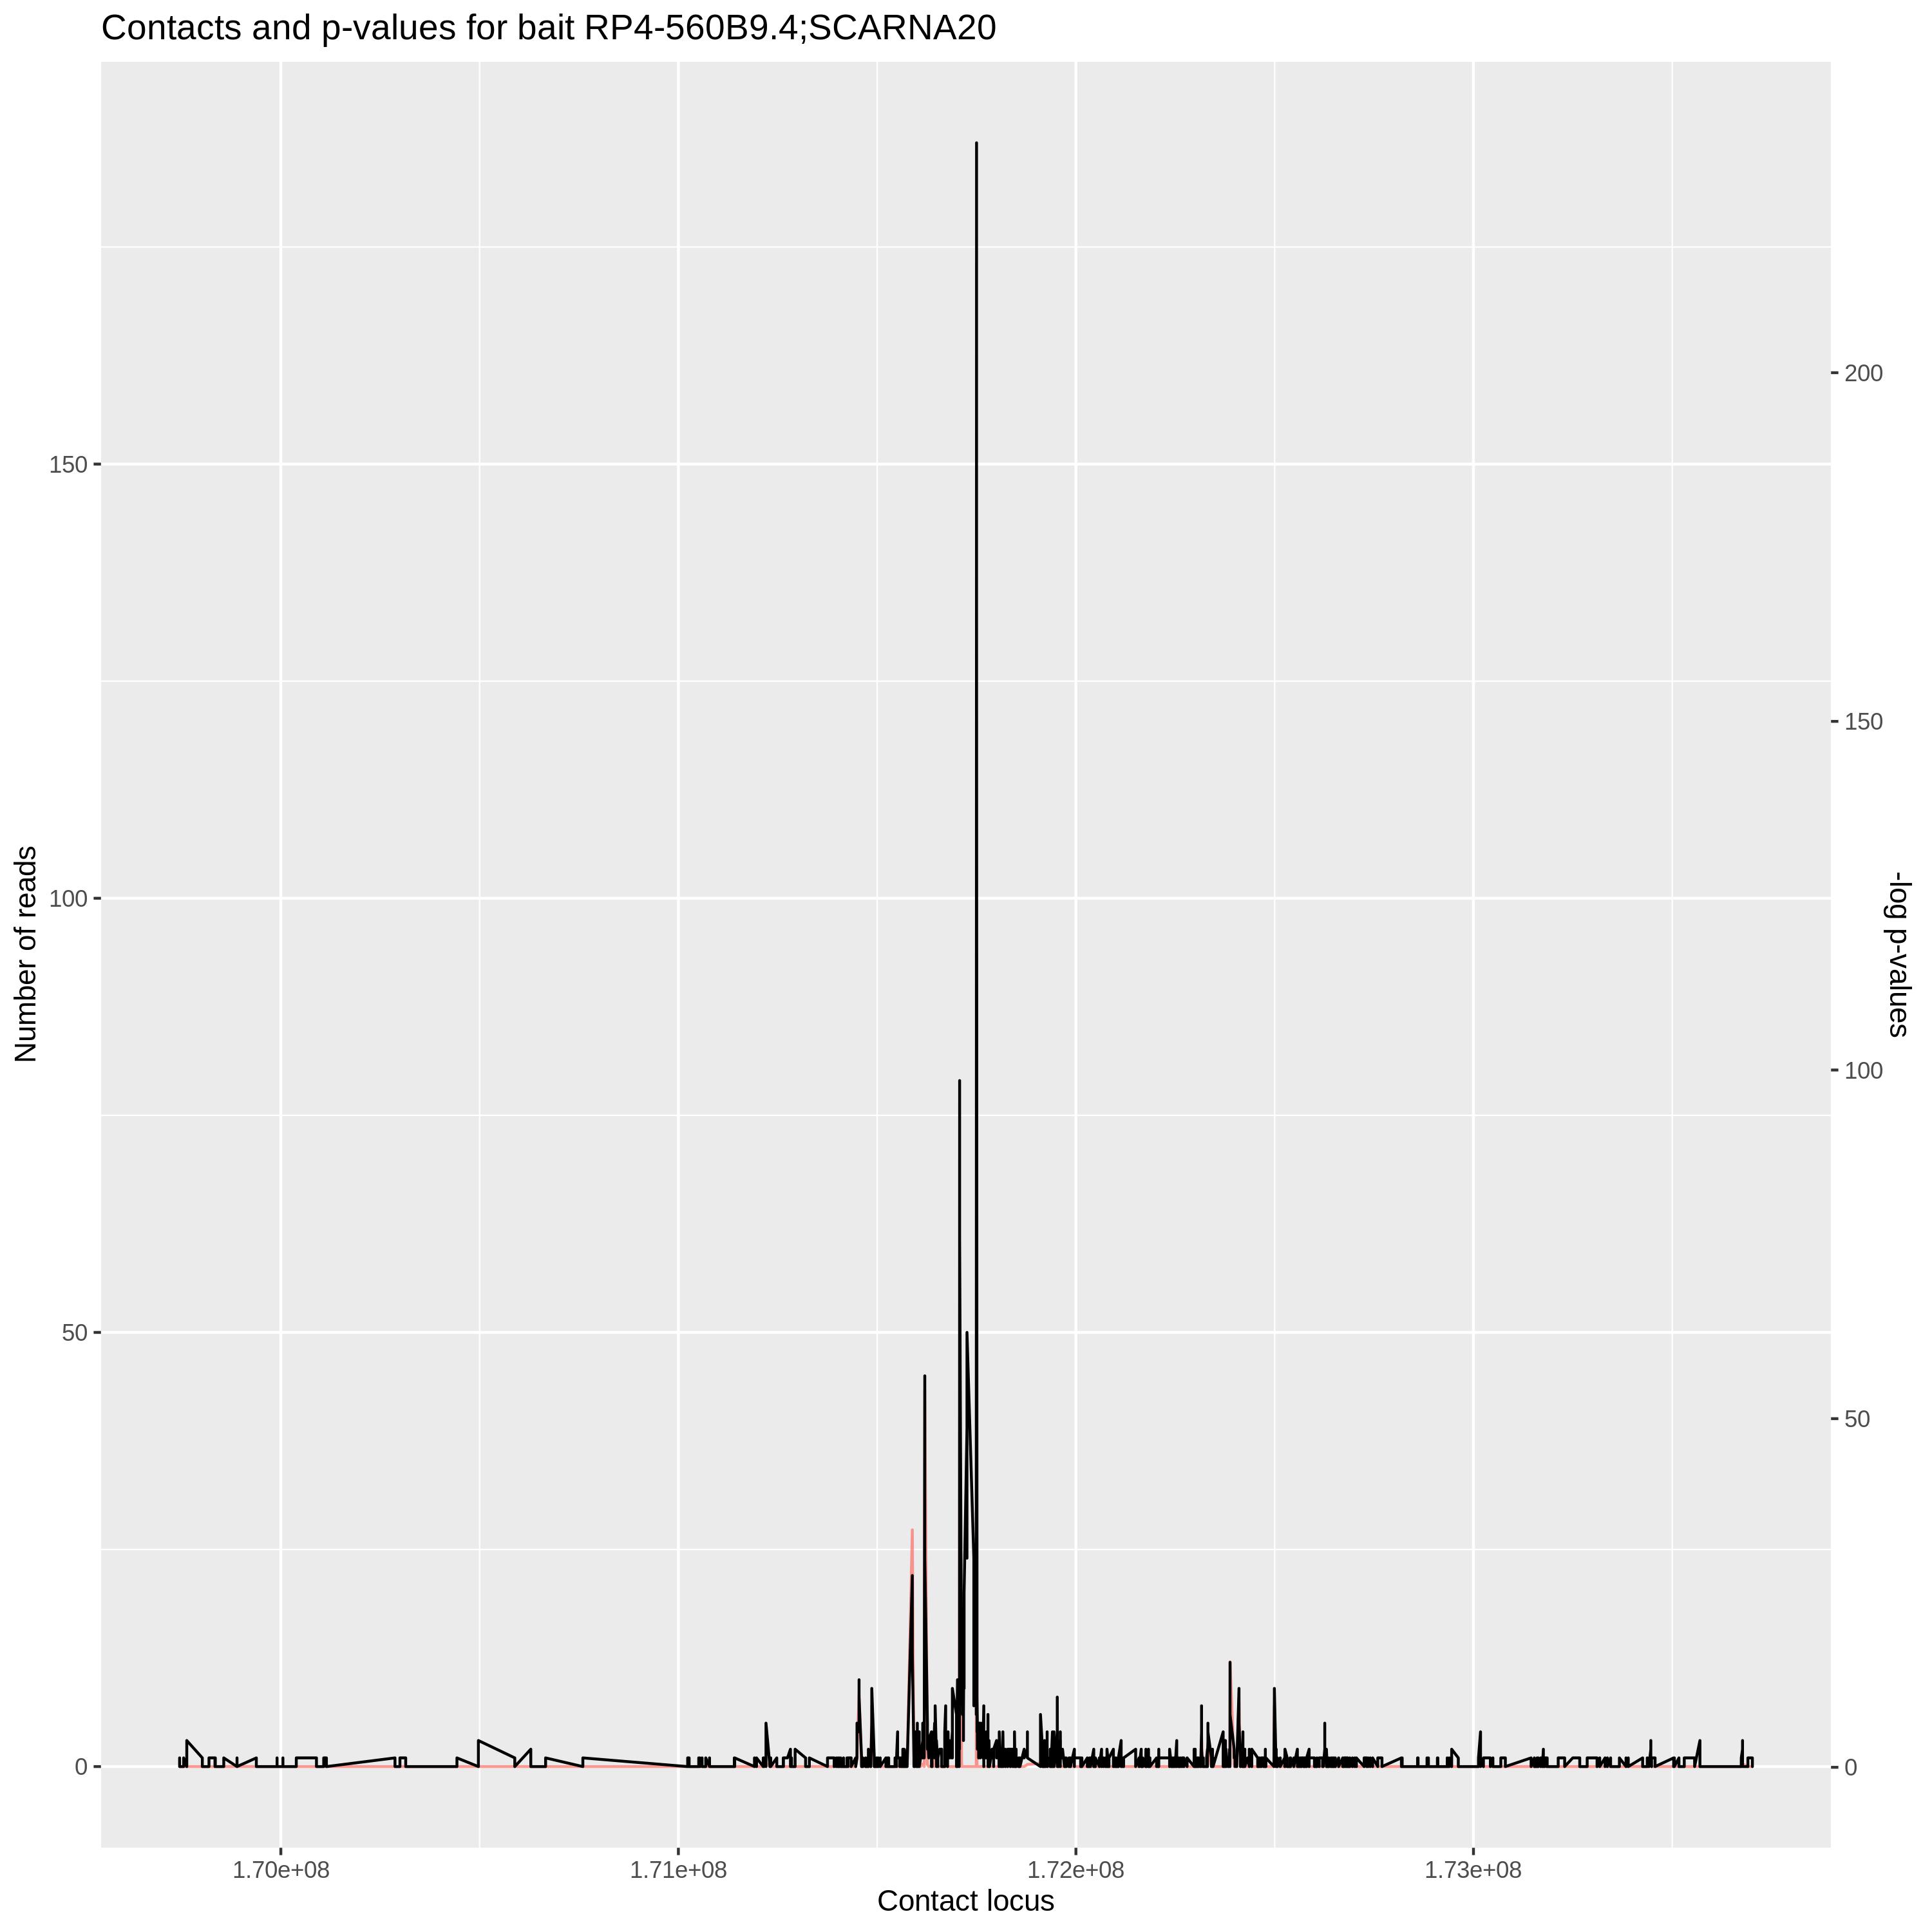 Contacts and p-values for bait RP4-560B9.4;SCARNA20
Number of reads
150
100
50
0
200
150
100
50
0
-log p-values
1.70e+08
1.71e+08
1.72e+08
1.73e+08
Contact locus